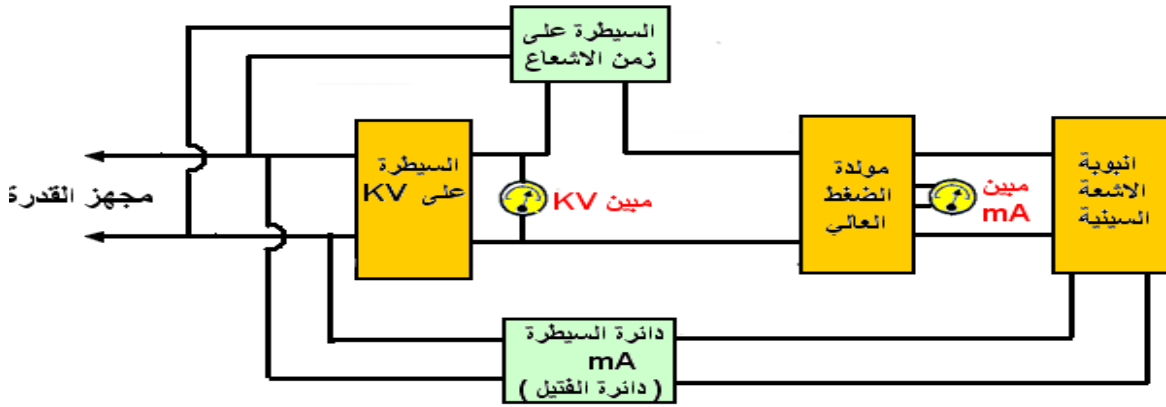 السيطرة على
زمن الاشعاع
مجهز القدرة
السيطرة
على KV
مبين KV
مولدة
الضغط
العالي
مبين
mA
انبوبة
الاشعة
السينية
دائرة السيطرة
mA
( دائرة الفتيل )